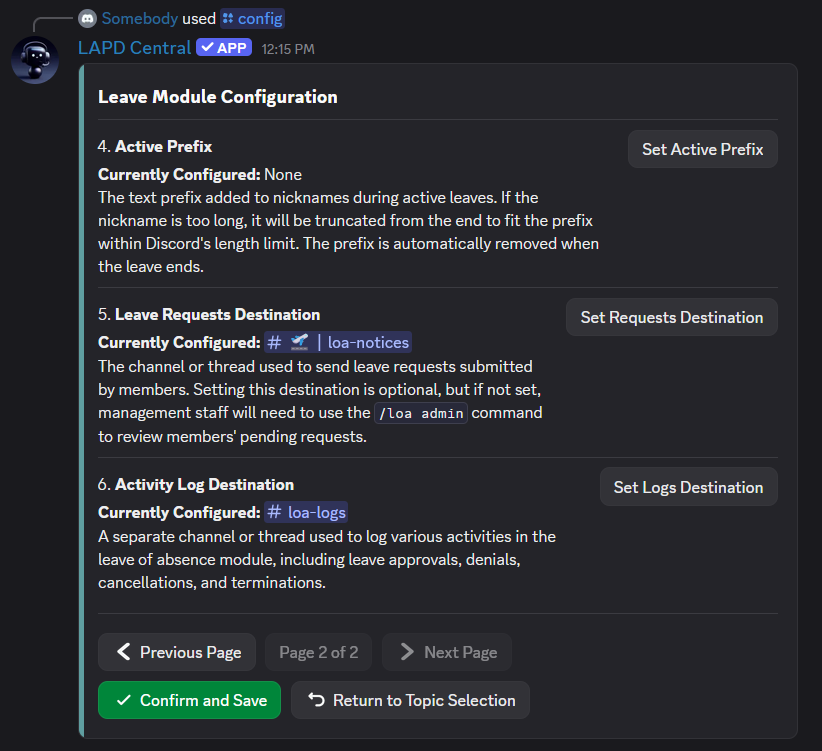 Somebody used config
LAPD Central APP 12:15 PM
Leave Module Configuration
4. Active Prefix
Set Active Prefix
Currently Configured: None
The text prefix added to nicknames during active leaves. If the
nickname is too long, it will be truncated from the end to fit the prefix
within Discord's length limit. The prefix is automatically removed when
the leave ends.
5. Leave Requests Destination
Set Requests Destination
Currently Configured: # 🛫 | loa-notices
The channel or thread used to send leave requests submitted
by members. Setting this destination is optional, but if not set,
management staff will need to use the /loa admin command
to review members' pending requests.
6. Activity Log Destination
Set Logs Destination
Currently Configured: # loa-logs
A separate channel or thread used to log various activities in the
leave of absence module, including leave approvals, denials,
cancellations, and terminations.
Previous Page Page 2 of 2 Next Page
Confirm and Save Return to Topic Selection